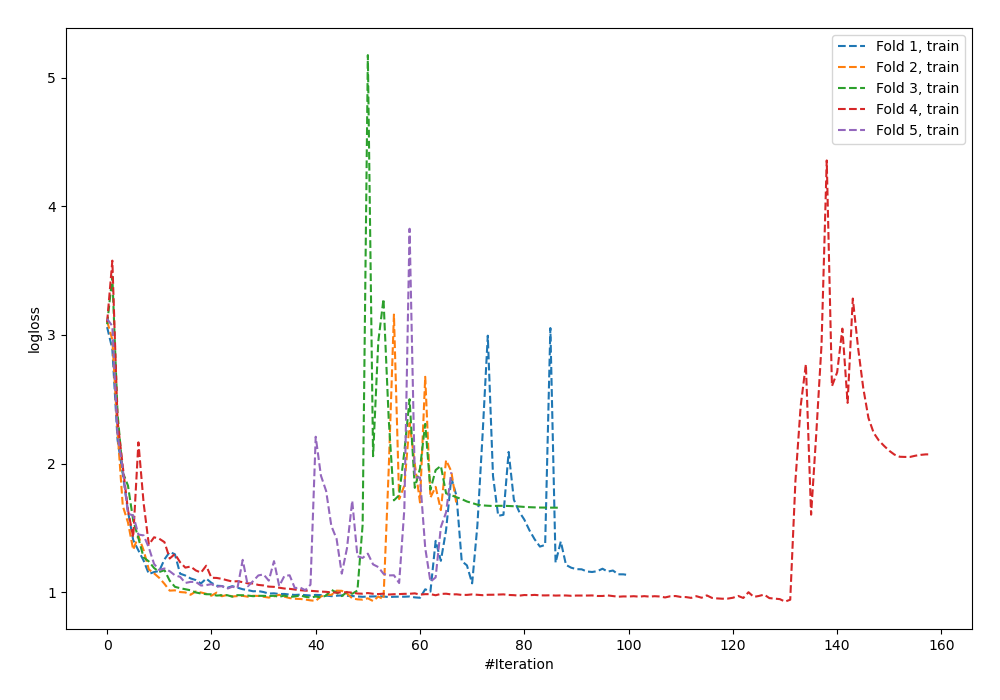 Fold 1, train
Fold 2, train
Fold 3, train
Fold 4, train
Fold 5, train
5
4
3
2
1
logloss
0 20 40 60 80 100 120 140 160
#Iteration